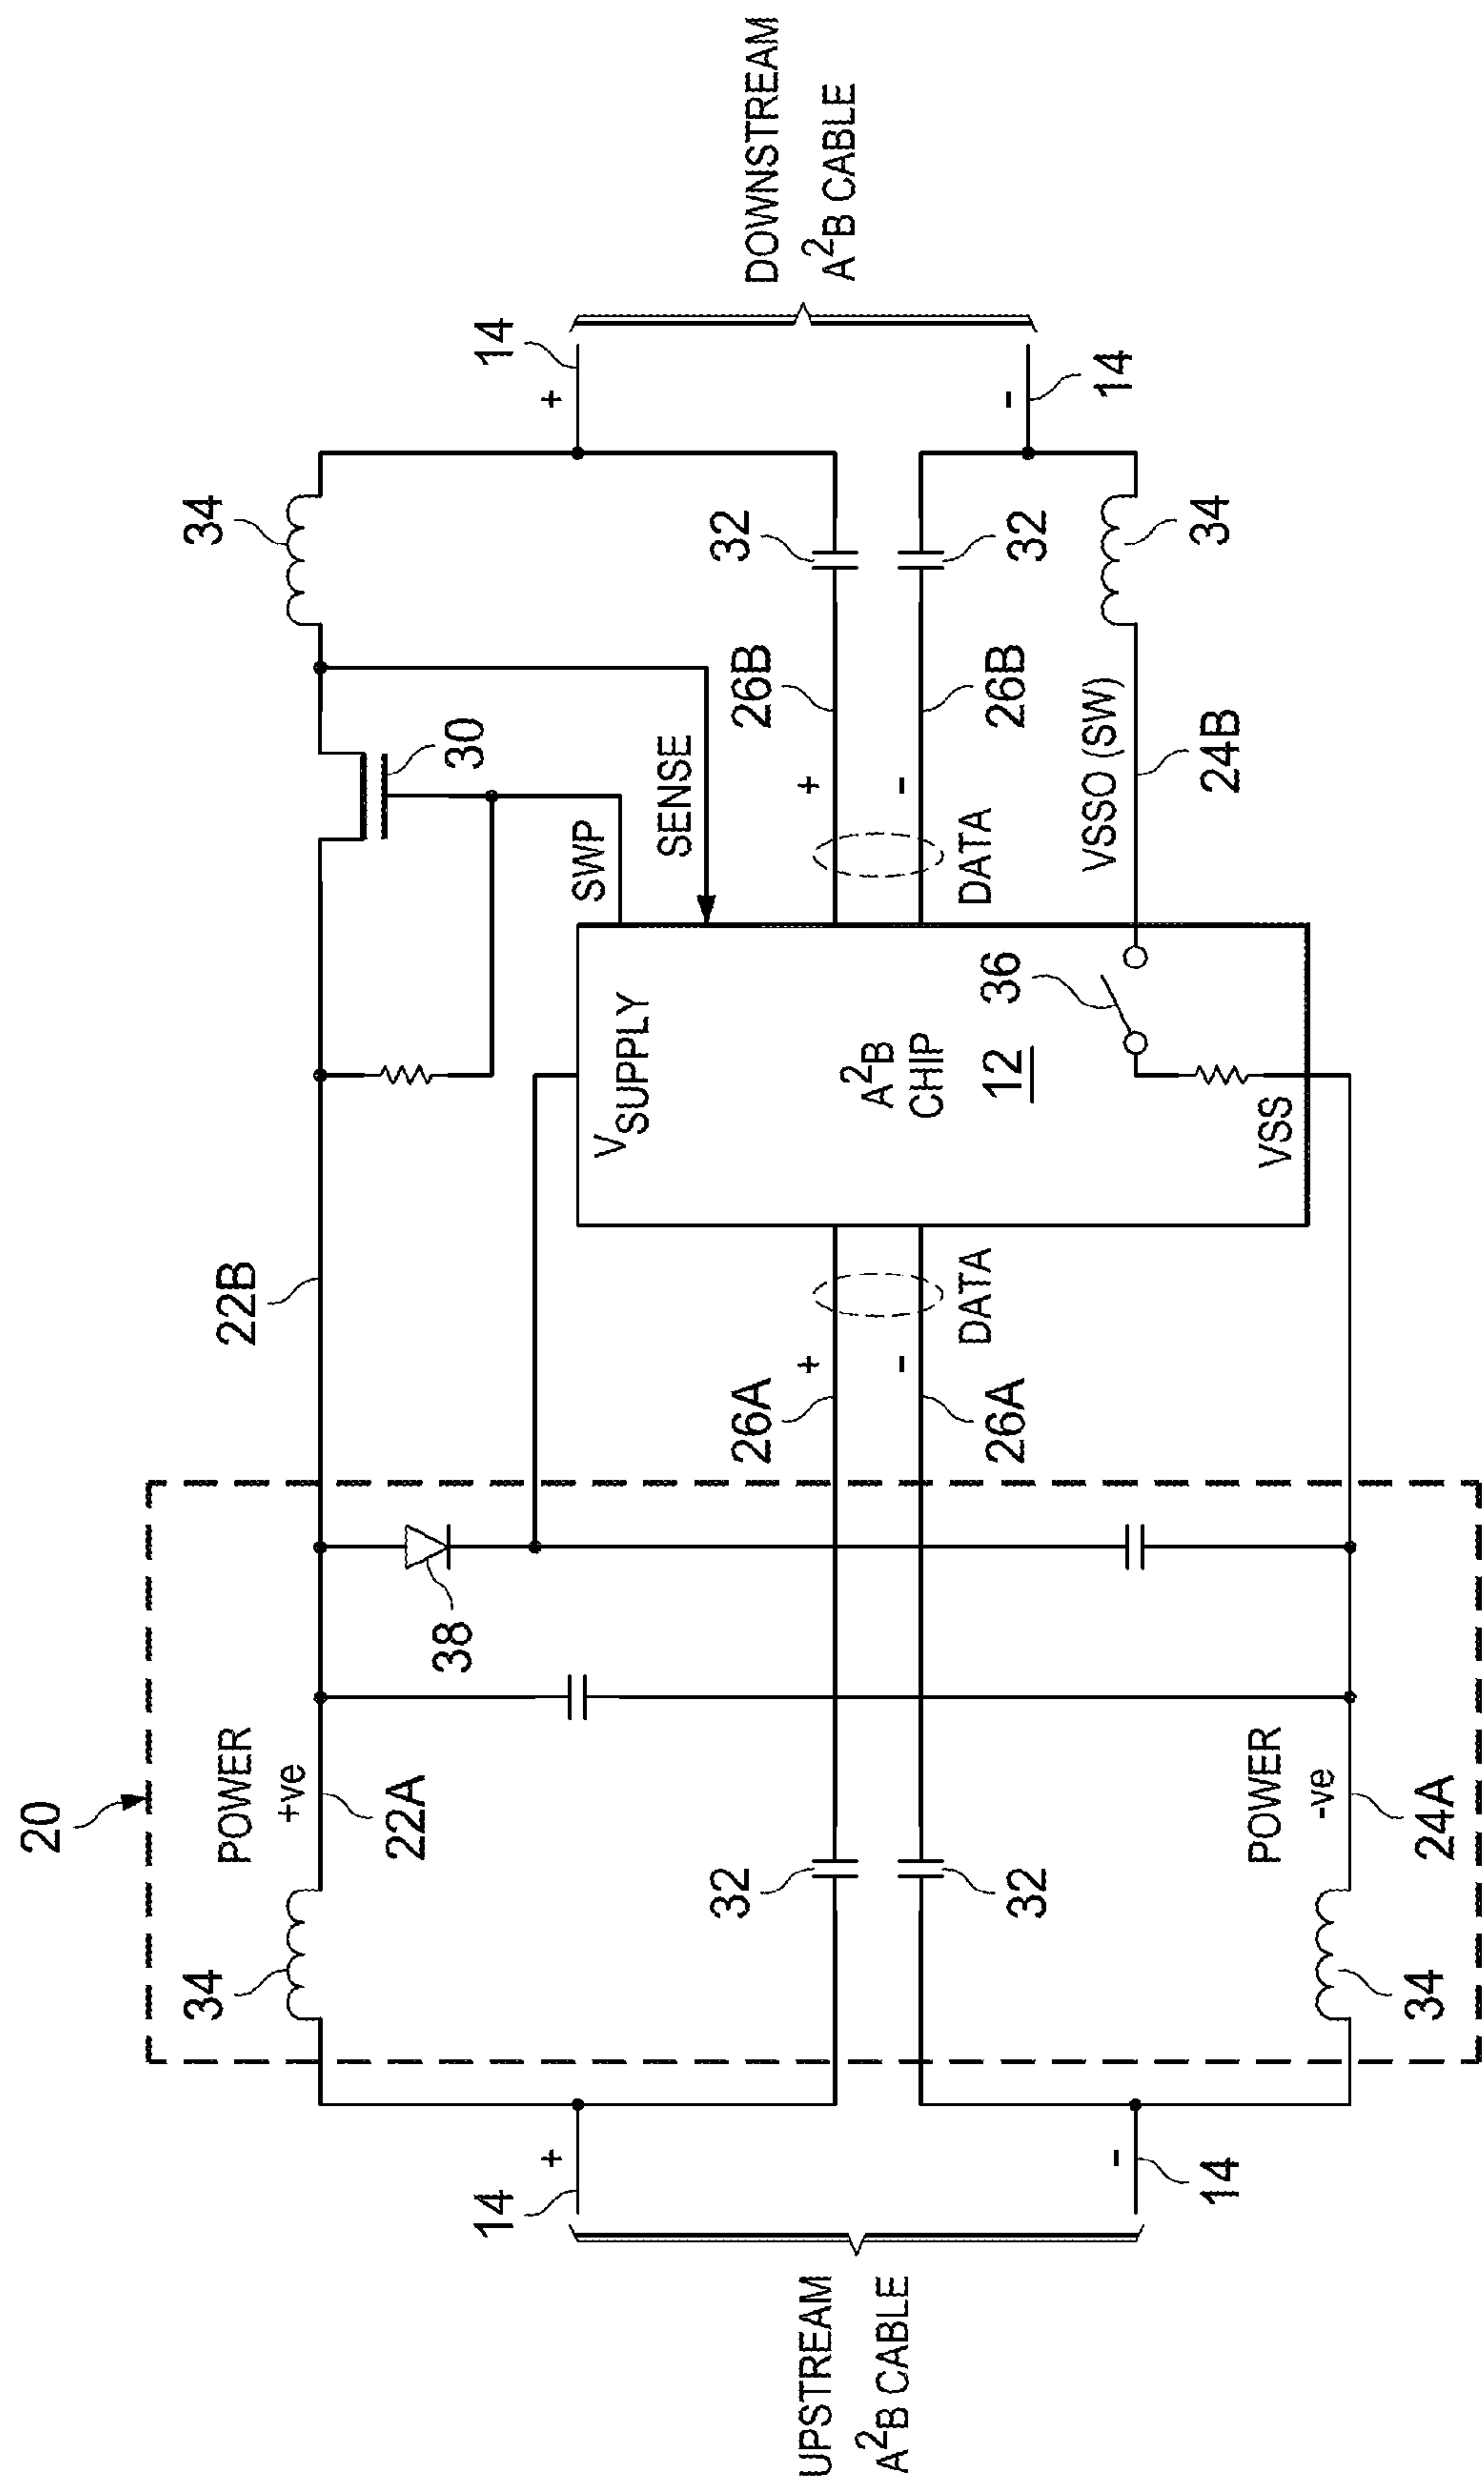 20
POWER
+ve
22A
34
22B
34
30
38
SWP
SENSE
VSUPPLY
A²B
CHIP
12
36
VSS
26A
+
-
26A
DATA
26B
+
-
26B
DATA
32
32
32
32
VSSO (SW)
24B
34
POWER
-ve
24A
34
14
+
-
14
UPSTREAM
A²B CABLE
14
+
-
14
DOWNSTREAM
A²B CABLE